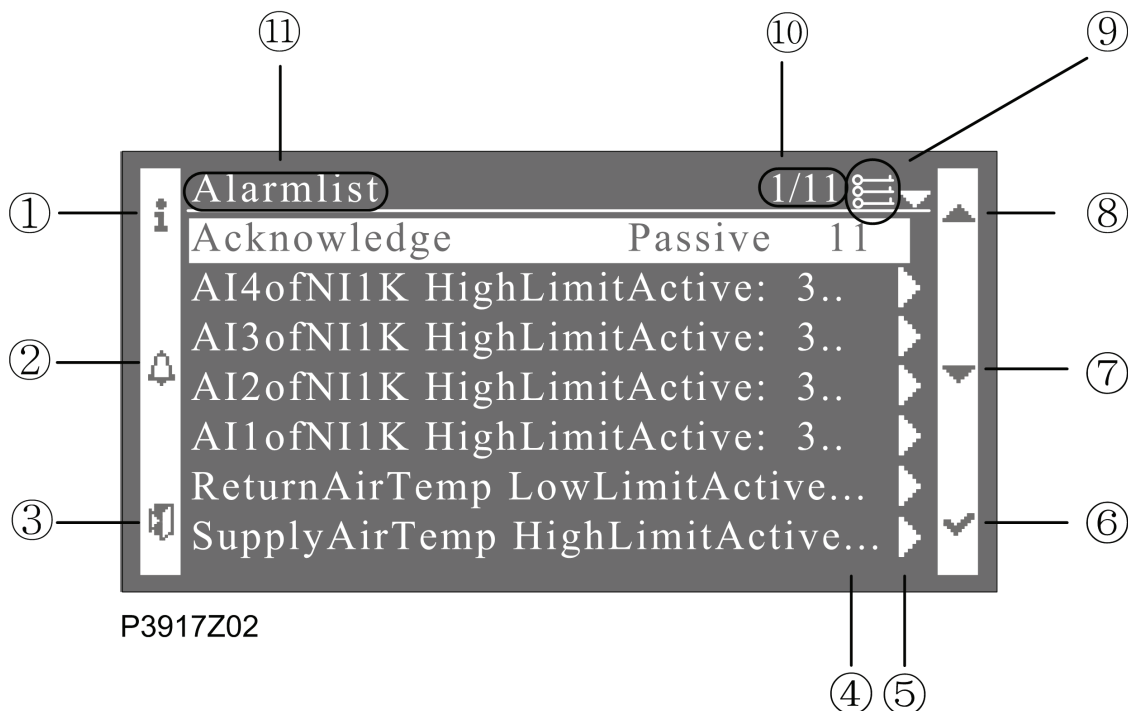 ⑪ ⑩ ⑨
Alarmlist 1/11
① ⑧
Acknowledge Passive 11
AI4ofNI1K HighLimitActive: 3..
AI3ofNI1K HighLimitActive: 3..
② ⑦
AI2ofNI1K HighLimitActive: 3..
AI1ofNI1K HighLimitActive: 3..
ReturnAirTemp LowLimitActive...
③ ⑥
SupplyAirTemp HighLimitActive...
P3917Z02
④ ⑤